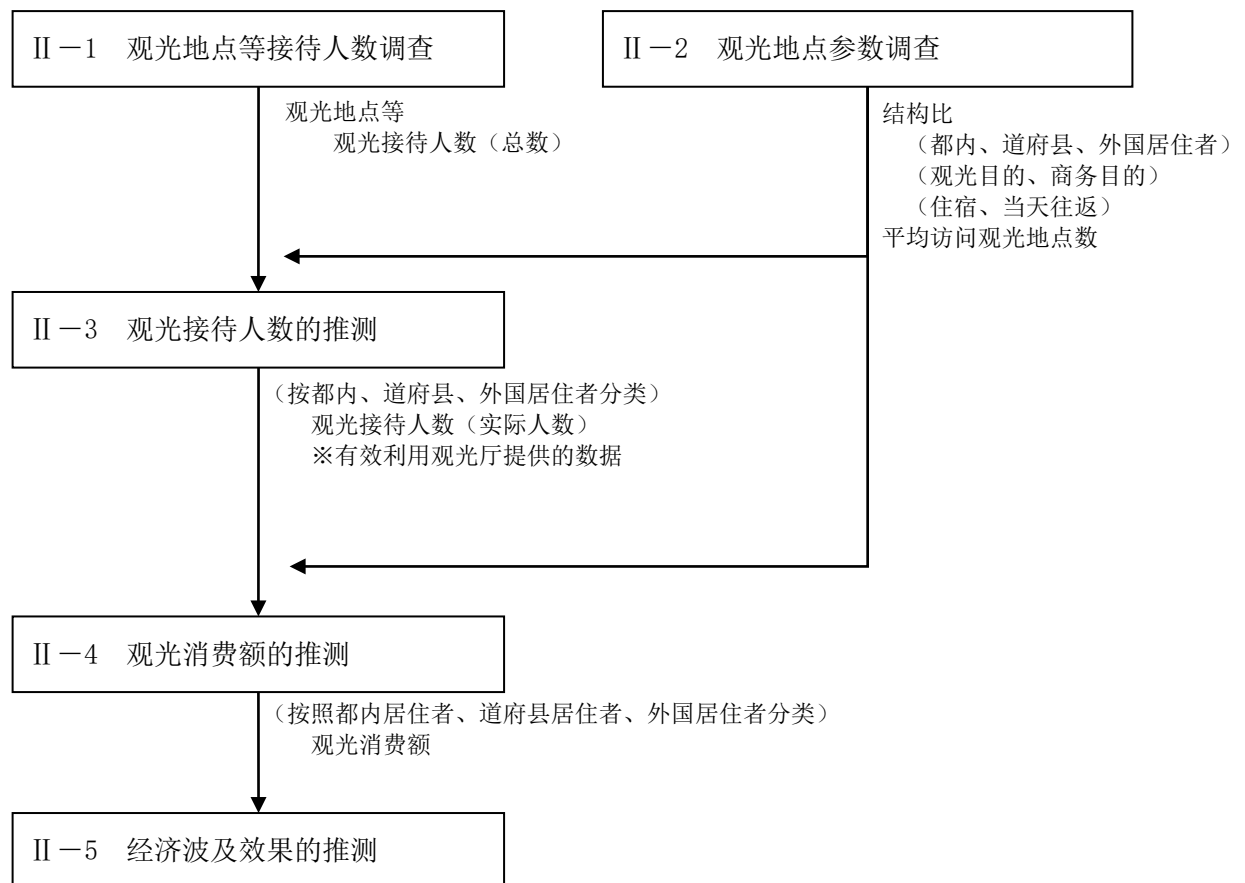 Ⅱ－1　观光地点等接待人数调查
Ⅱ－2　观光地点参数调查
观光地点等
观光接待人数（总数）
结构比
（都内、道府县、外国居住者）
（观光目的、商务目的）
（住宿、当天往返）
平均访问观光地点数
Ⅱ－3　观光接待人数的推测
（按都内、道府县、外国居住者分类）
观光接待人数（实际人数）
※有效利用观光厅提供的数据
Ⅱ－4　观光消费额的推测
（按照都内居住者、道府县居住者、外国居住者分类）
观光消费额
Ⅱ－5　经济波及效果的推测